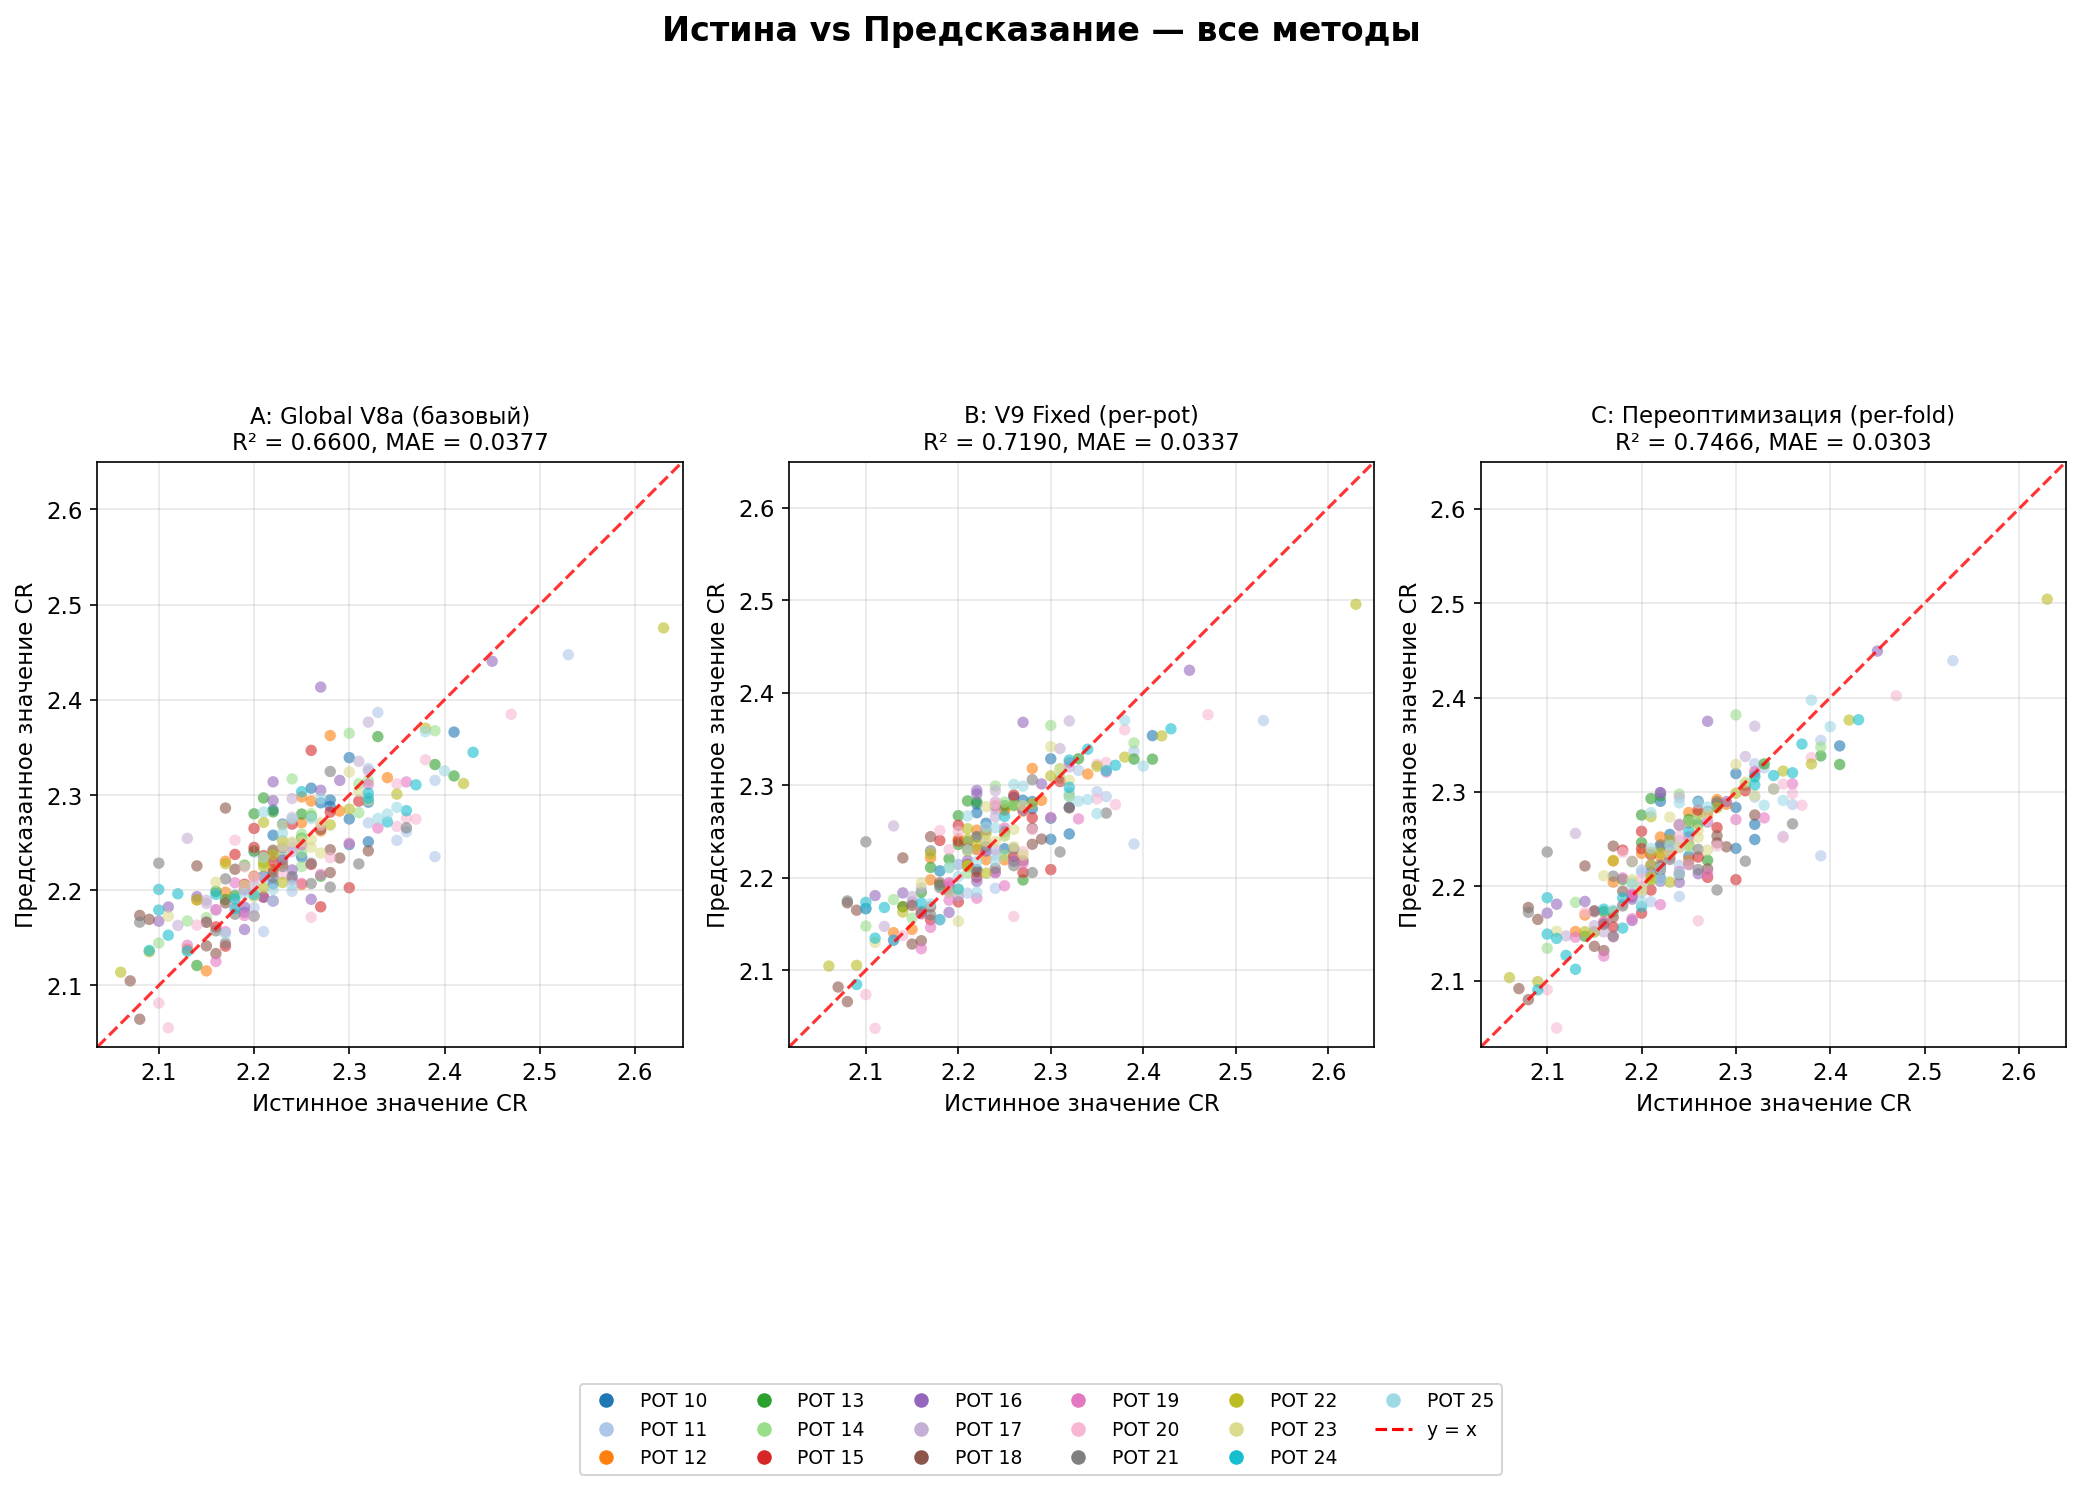 Истина vs Предсказание — все методы
A: Global V8a (базовый)
R² = 0.6600, MAE = 0.0377
2.6
2.5
2.4
2.3
2.2
2.1
Предсказанное значение CR
2.1 2.2 2.3 2.4 2.5 2.6
Истинное значение CR
B: V9 Fixed (per-pot)
R² = 0.7190, MAE = 0.0337
2.6
2.5
2.4
2.3
2.2
2.1
Предсказанное значение CR
2.1 2.2 2.3 2.4 2.5 2.6
Истинное значение CR
C: Переоптимизация (per-fold)
R² = 0.7466, MAE = 0.0303
2.6
2.5
2.4
2.3
2.2
2.1
Предсказанное значение CR
2.1 2.2 2.3 2.4 2.5 2.6
Истинное значение CR
POT 10 POT 13 POT 16 POT 19 POT 22 POT 25
POT 11 POT 14 POT 17 POT 20 POT 23 y = x
POT 12 POT 15 POT 18 POT 21 POT 24